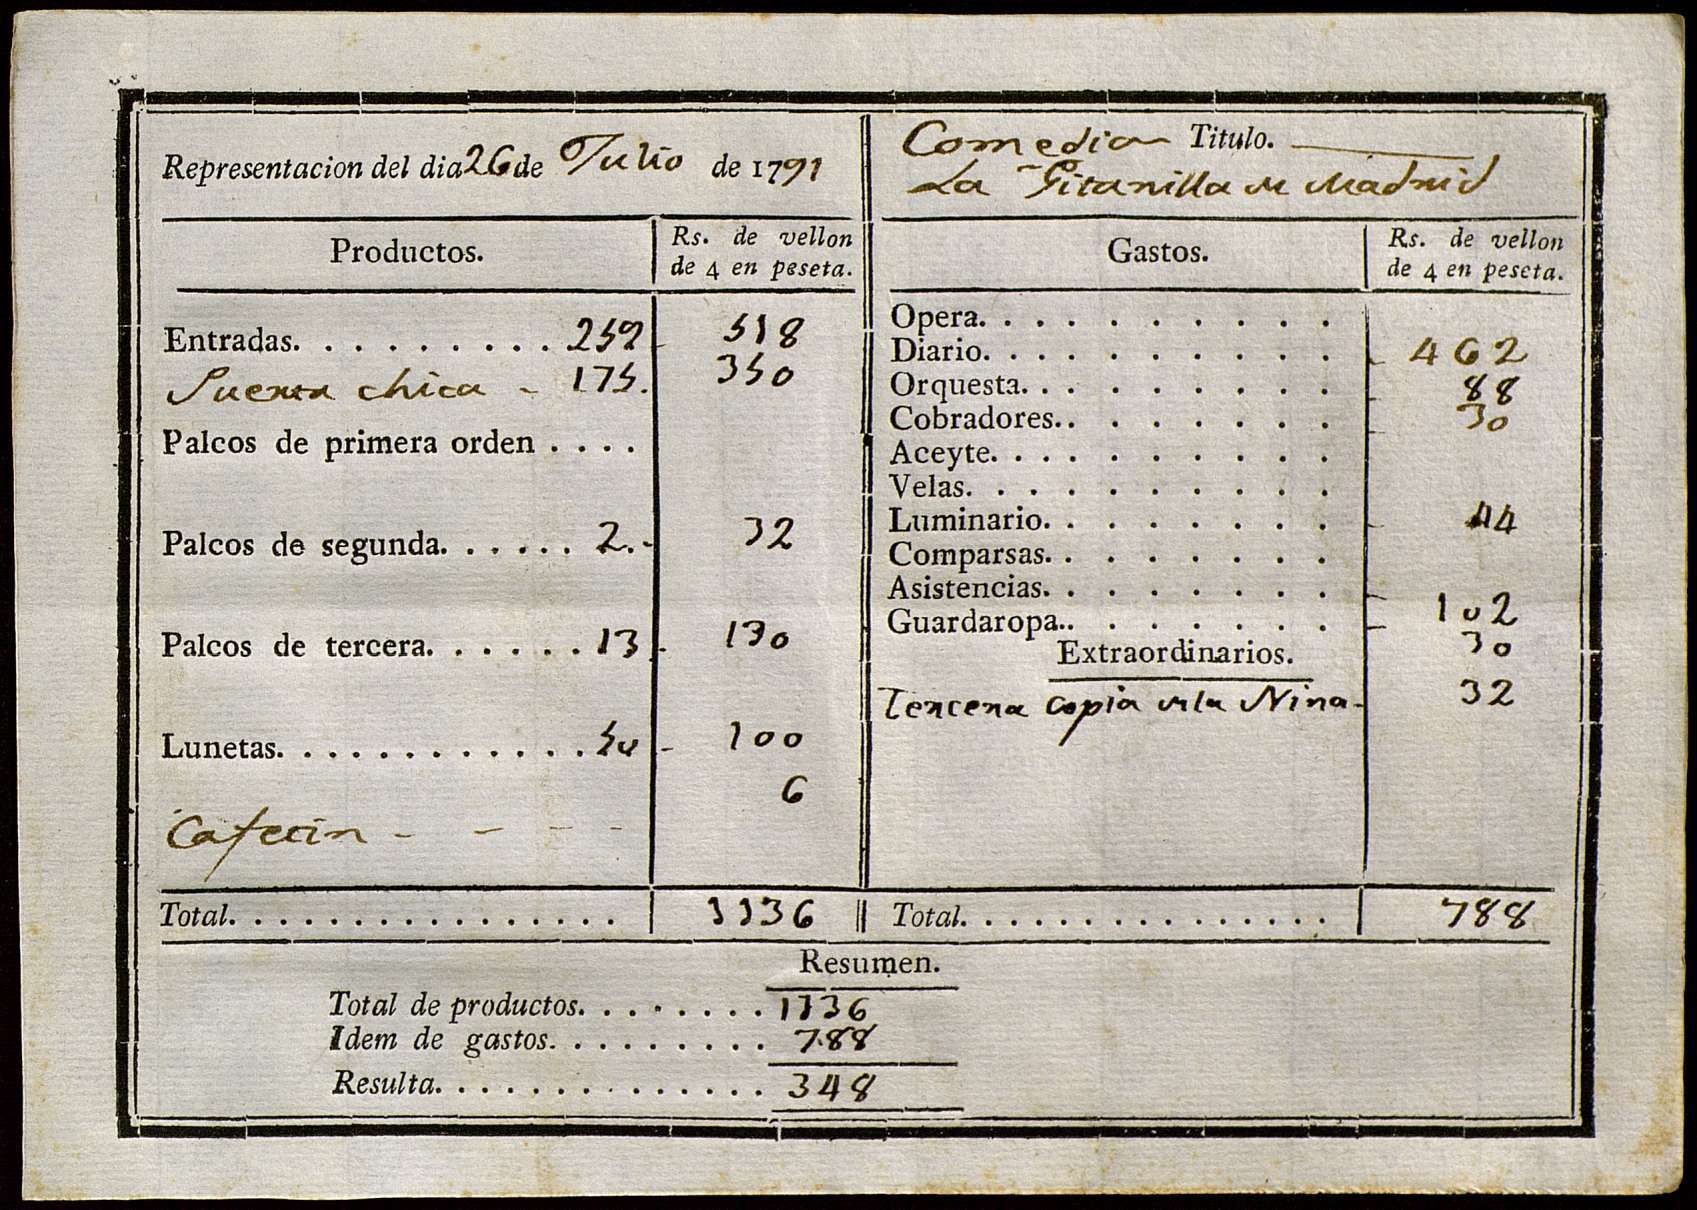 Representacion del dia 26 de Julio de 1791
Comedia Titulo.
La Gitanilla de Madrid
Productos. Rs. de vellon de 4 en peseta.
Entradas. . . . . . . . . . 259 518
Puerta chica - 175. 350
Palcos de primera orden . . . .
Palcos de segunda. . . . . . 2. - 32
Palcos de tercera. . . . . . . 13 - 130
Lunetas. . . . . . . . . . . . . 50 - 100
6
Cafetin - - - -
Total. . . . . . . . . . . . . . . . . 1136
Gastos. Rs. de vellon de 4 en peseta.
Opera. . . . . . . . . .
Diario. . . . . . . . . . - 462
Orquesta. . . . . . . . . - 88
Cobradores.. . . . . . . - 30
Aceyte. . . . . . . . . .
Velas. . . . . . . . . . .
Luminario. . . . . . . . - 44
Comparsas. . . . . . . .
Asistencias. . . . . . . . - 102
Guardaropa.. . . . . . . - 30
Extraordinarios.
Tercera copia de la Nina - 32
Total. . . . . . . . . . . . . . . 788
Resumen.
Total de productos. . . . . . . . 1136
Idem de gastos. . . . . . . . . 788
Resulta. . . . . . . . . . . . . . 348